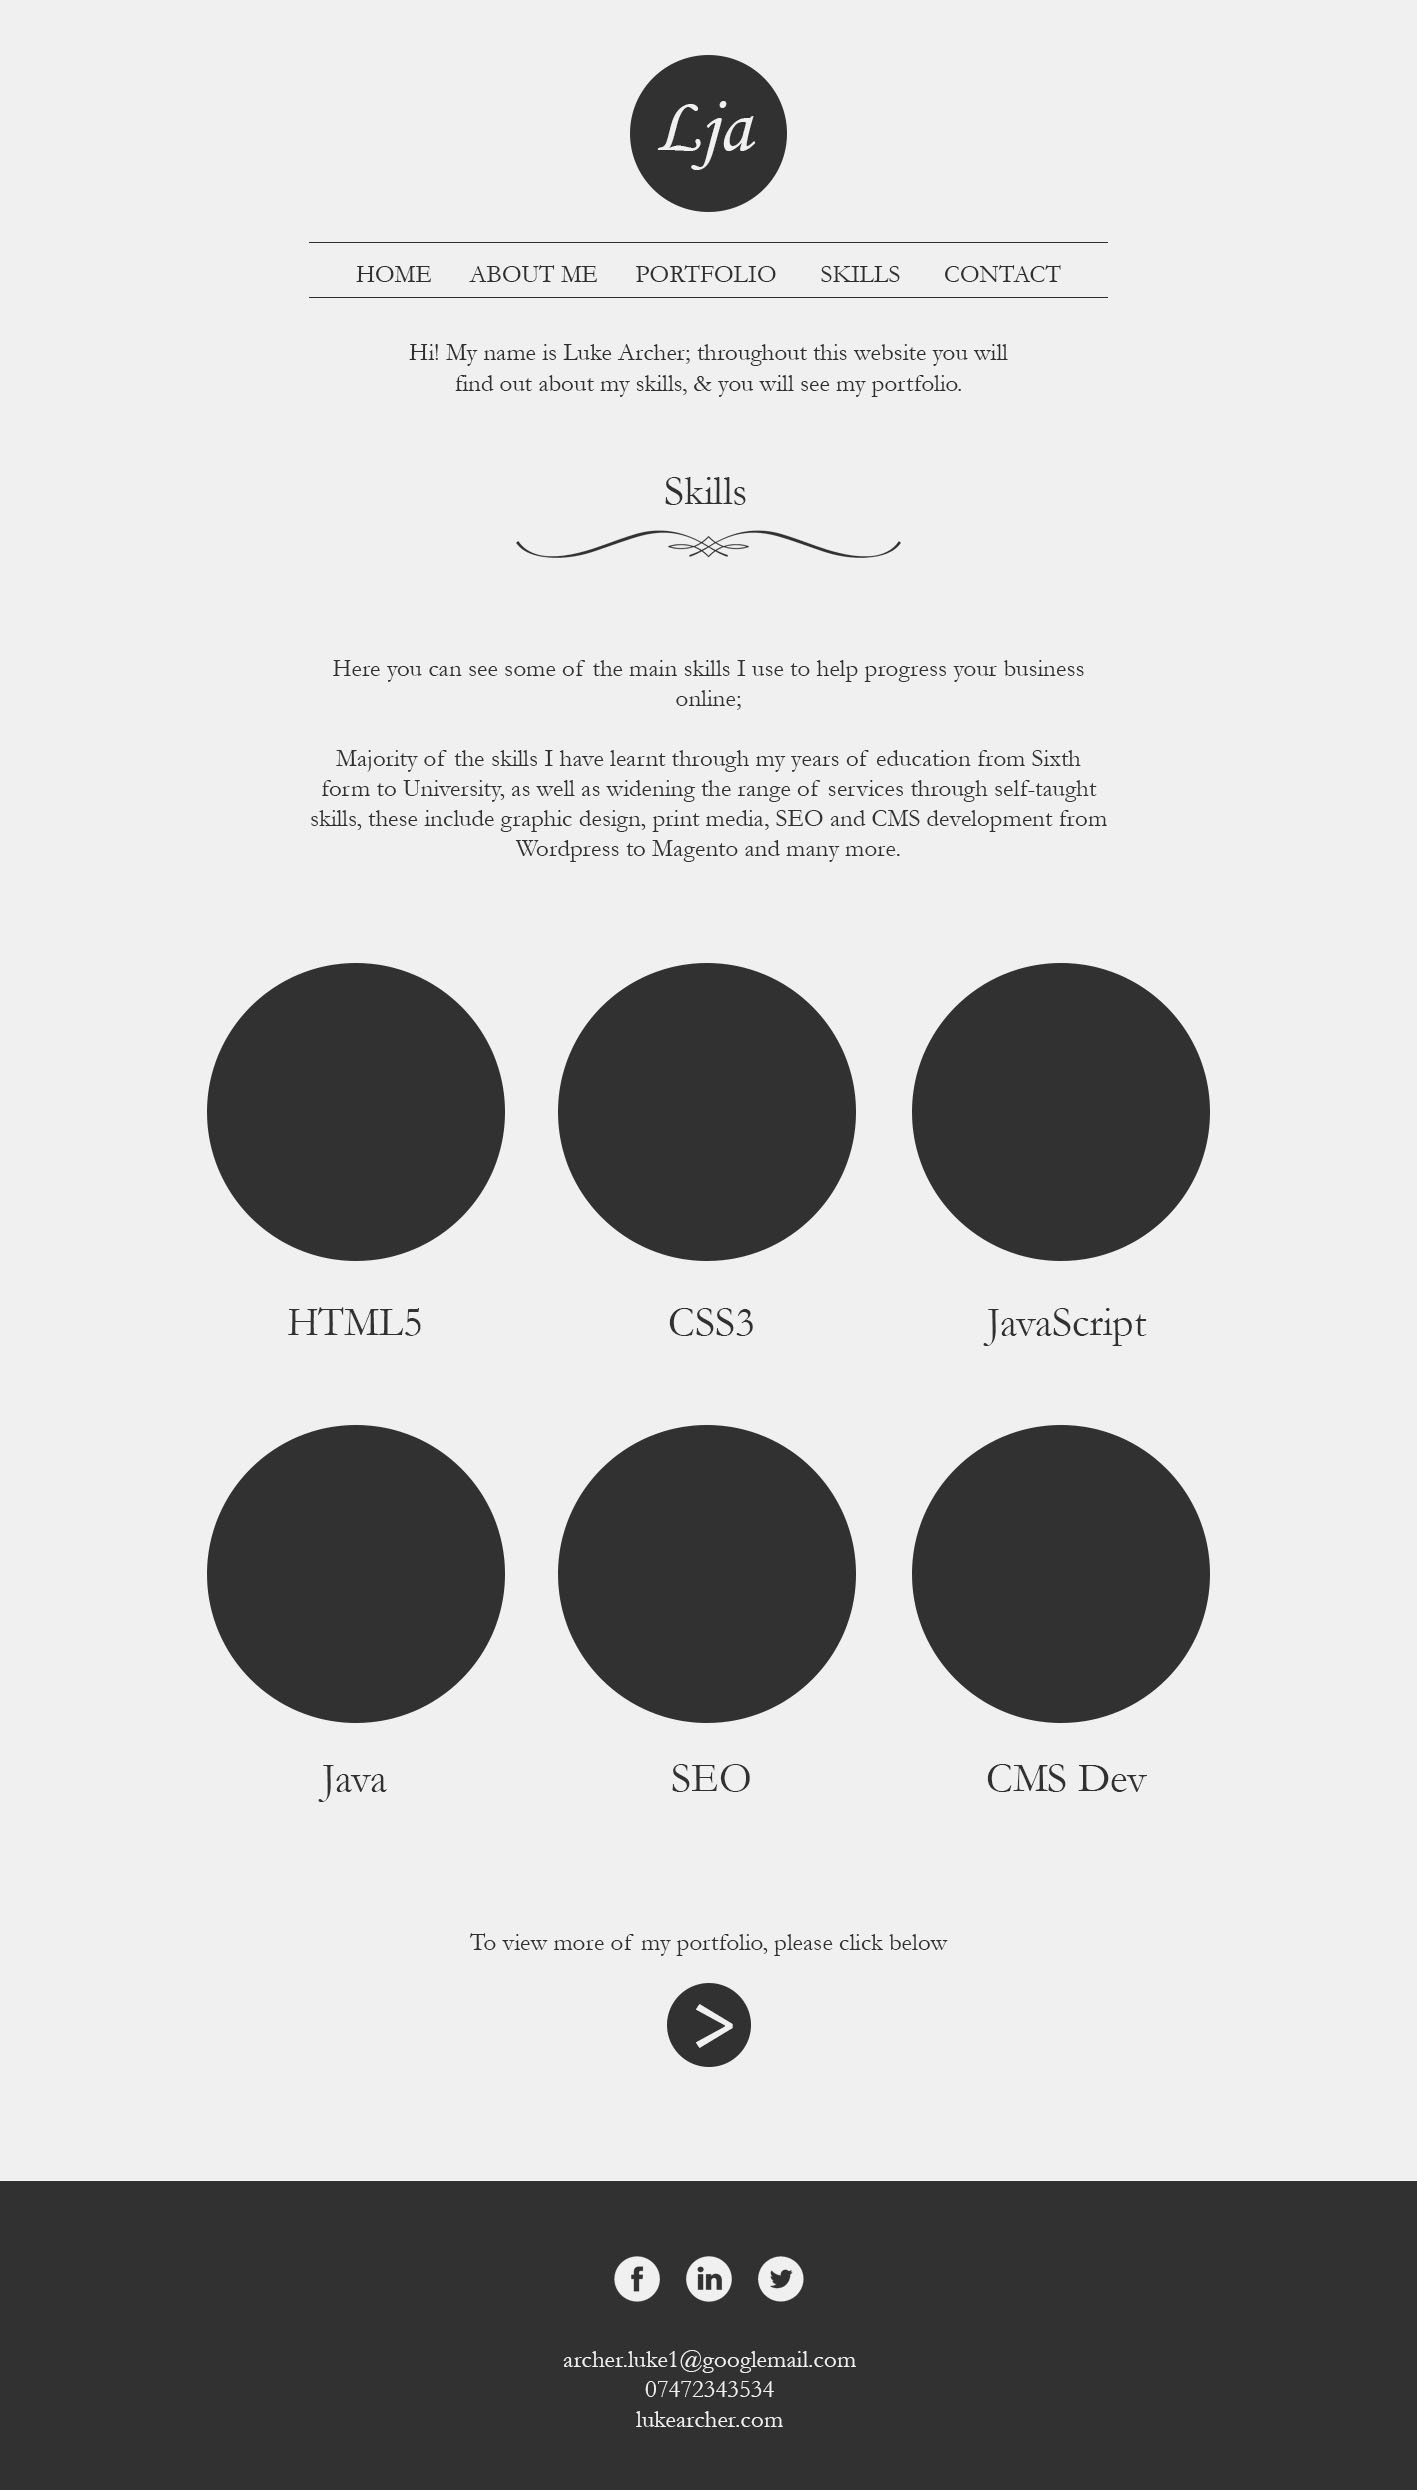 Lja
HOME ABOUT ME PORTFOLIO SKILLS CONTACT
Hi! My name is Luke Archer; throughout this website you will
find out about my skills, & you will see my portfolio.
Skills
Here you can see some of the main skills I use to help progress your business
online;
Majority of the skills I have learnt through my years of education from Sixth
form to University, as well as widening the range of services through self-taught
skills, these include graphic design, print media, SEO and CMS development from
Wordpress to Magento and many more.
HTML5 CSS3 JavaScript
Java SEO CMS Dev
To view more of my portfolio, please click below
>
f in
archer.luke1@googlemail.com
07472343534
lukearcher.com